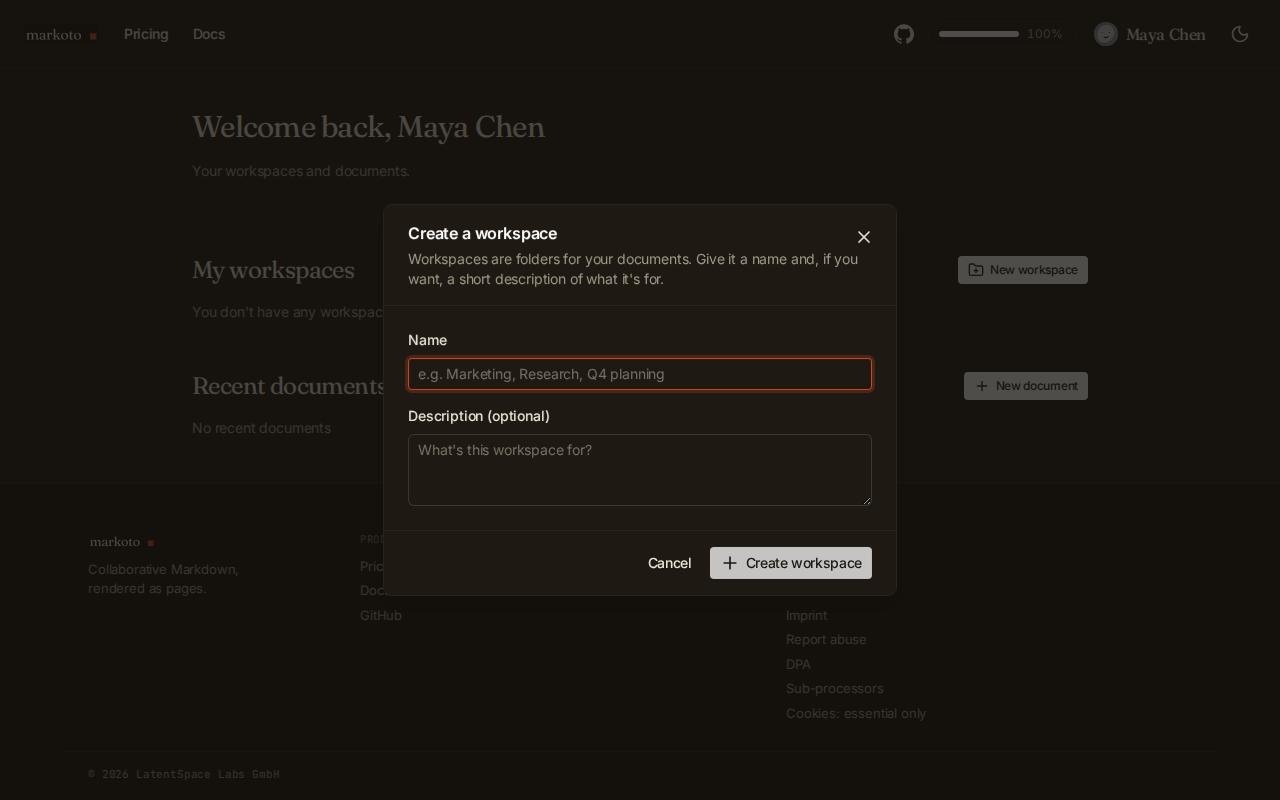 markoto
Pricing
Docs
100%
Maya Chen
Welcome back, Maya Chen
Your workspaces and documents.
Create a workspace
Workspaces are folders for your documents. Give it a name and, if you
want, a short description of what it's for.
My workspaces
New workspace
You don't have any workspac
Name
e.g. Marketing, Research, Q4 planning
Recent documents
New document
Description (optional)
No recent documents
What's this workspace for?
markoto
Collaborative Markdown,
rendered as pages.
Cancel
Create workspace
GitHub
Imprint
Report abuse
DPA
Sub-processors
Cookies: essential only
© 2026 LatentSpace Labs GmbH